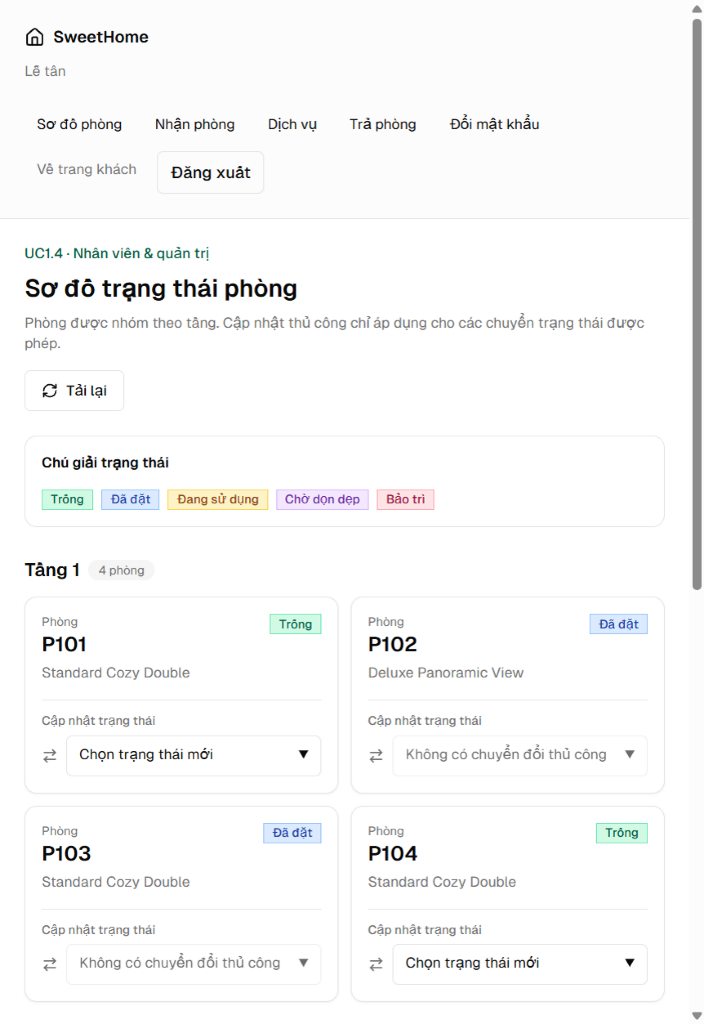 SweetHome
Lễ tân
Sơ đồ phòng Nhận phòng Dịch vụ Trả phòng Đổi mật khẩu
Về trang khách Đăng xuất
UC1.4 · Nhân viên & quản trị
Sơ đồ trạng thái phòng
Phòng được nhóm theo tầng. Cập nhật thủ công chỉ áp dụng cho các chuyển trạng thái được
phép.
Tải lại
Chú giải trạng thái
Trống Đã đặt Đang sử dụng Chờ dọn dẹp Bảo trì
Tầng 1 4 phòng
Phòng Trống
P101
Standard Cozy Double
Cập nhật trạng thái
Chọn trạng thái mới
Phòng Đã đặt
P102
Deluxe Panoramic View
Cập nhật trạng thái
Không có chuyển đổi thủ công
Phòng Đã đặt
P103
Standard Cozy Double
Cập nhật trạng thái
Không có chuyển đổi thủ công
Phòng Trống
P104
Standard Cozy Double
Cập nhật trạng thái
Chọn trạng thái mới